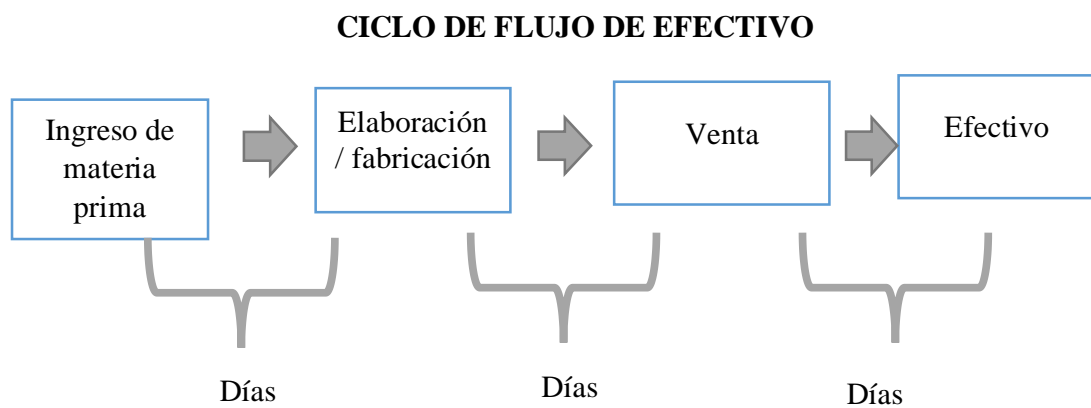 CICLO DE FLUJO DE EFECTIVO
Ingreso de
materia
prima
Elaboración
/ fabricación
Venta
Efectivo
Días
Días
Días